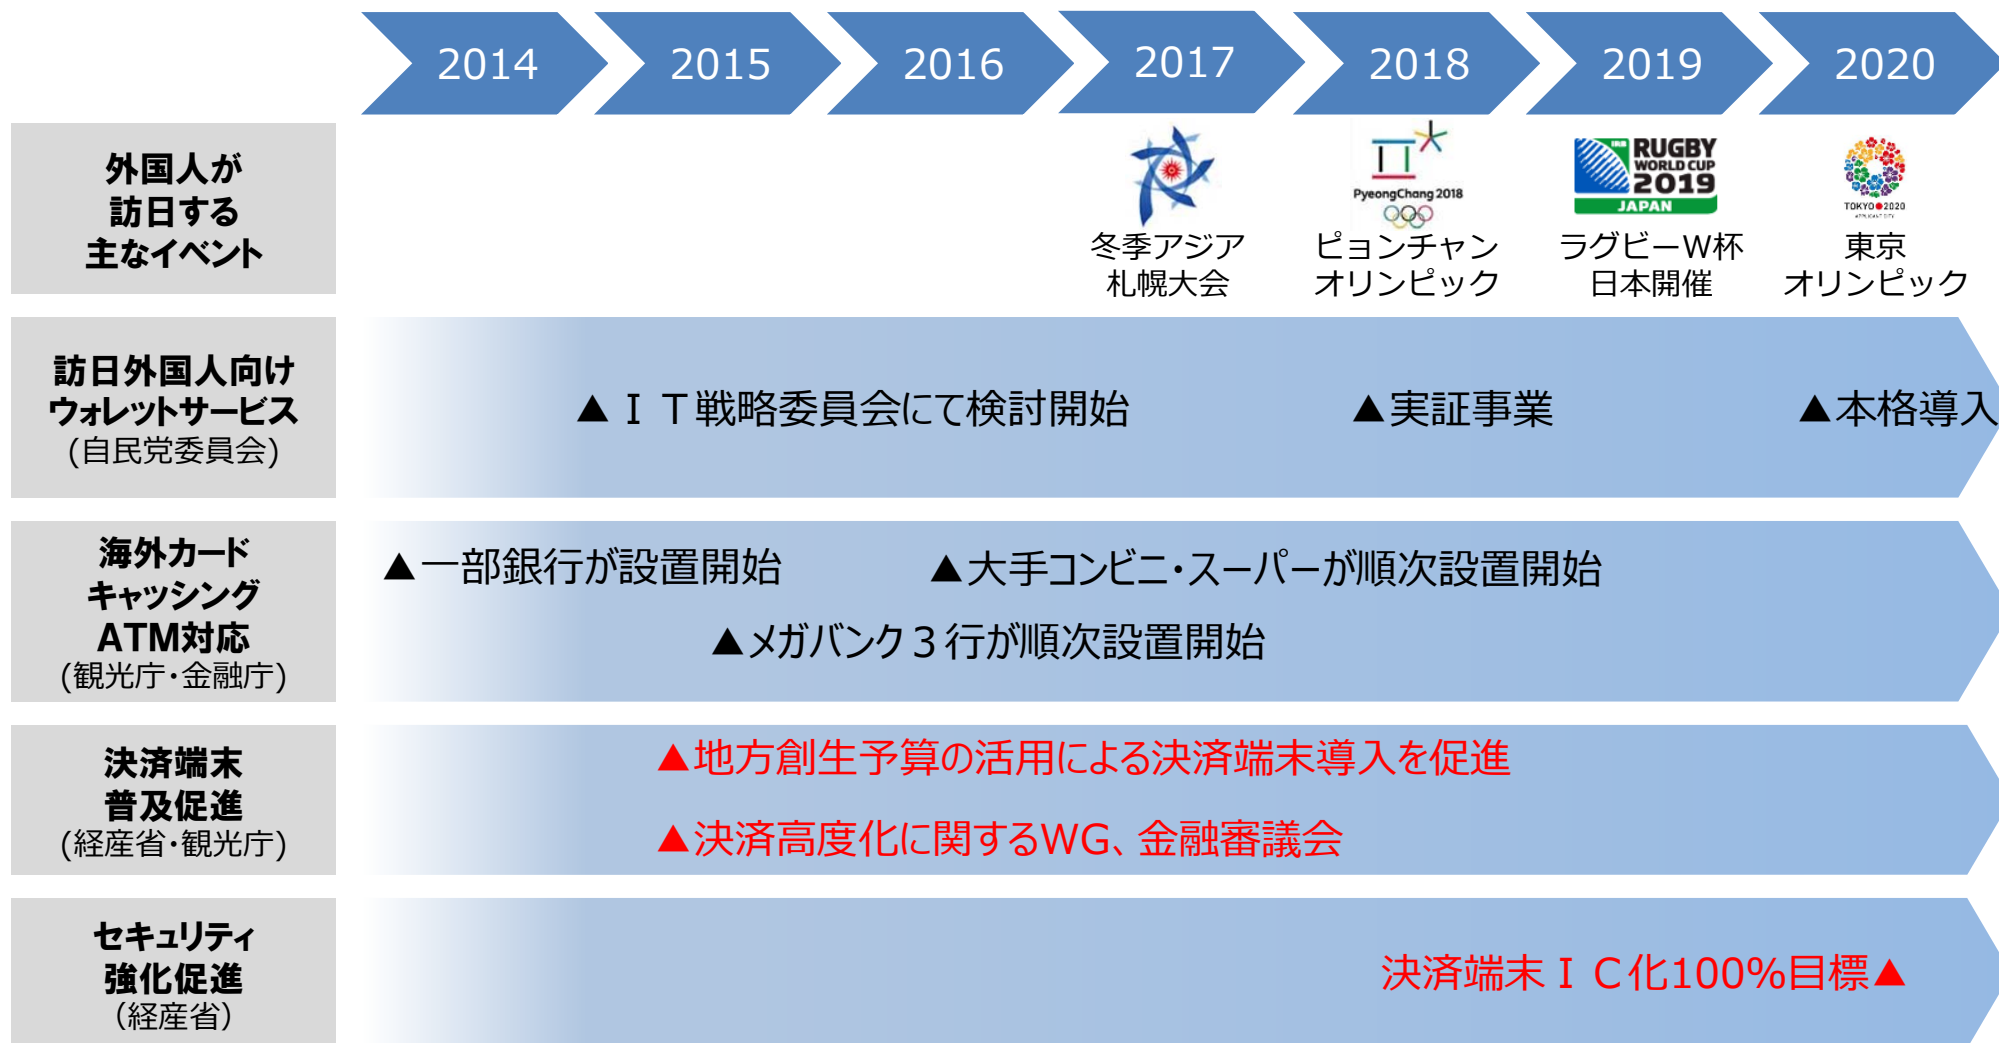 2014 2015 2016 2017 2018 2019 2020
外国人が
訪日する
主なイベント
冬季アジア
札幌大会
PyeongChang 2018
ピョンチャン
オリンピック
IRB RUGBY
WORLD CUP
2019
JAPAN
ラグビーW杯
日本開催
TOKYO 2020
APPLICANT CITY
東京
オリンピック
訪日外国人向け
ウォレットサービス
(自民党委員会)
▲ＩＴ戦略委員会にて検討開始
▲実証事業
▲本格導入
海外カード
キャッシング
ATM対応
(観光庁・金融庁)
▲一部銀行が設置開始
▲大手コンビニ・スーパーが順次設置開始
▲メガバンク３行が順次設置開始
決済端末
普及促進
(経産省・観光庁)
▲地方創生予算の活用による決済端末導入を促進
▲決済高度化に関するWG、金融審議会
セキュリティ
強化促進
（経産省）
決済端末ＩＣ化100%目標▲